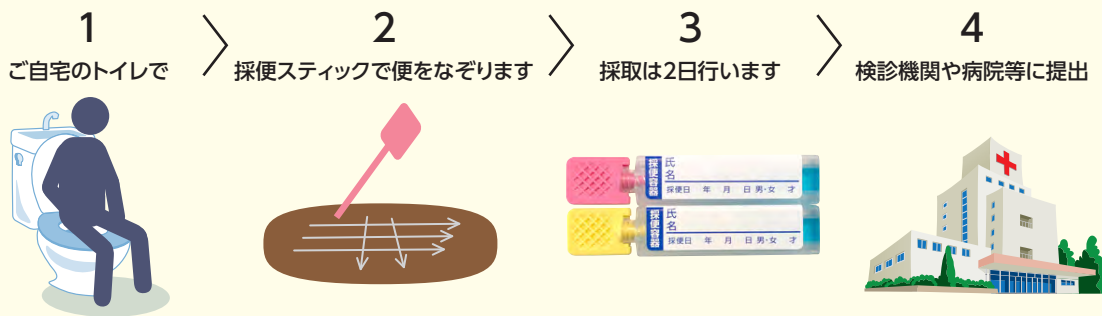 1
ご自宅のトイレで
2
採便スティックで便をなぞります
3
採取は2日行います
採便容器
氏
名
採便日 年 月 日 男・女 才
採便容器
氏
名
採便日 年 月 日 男・女 才
4
検診機関や病院等に提出